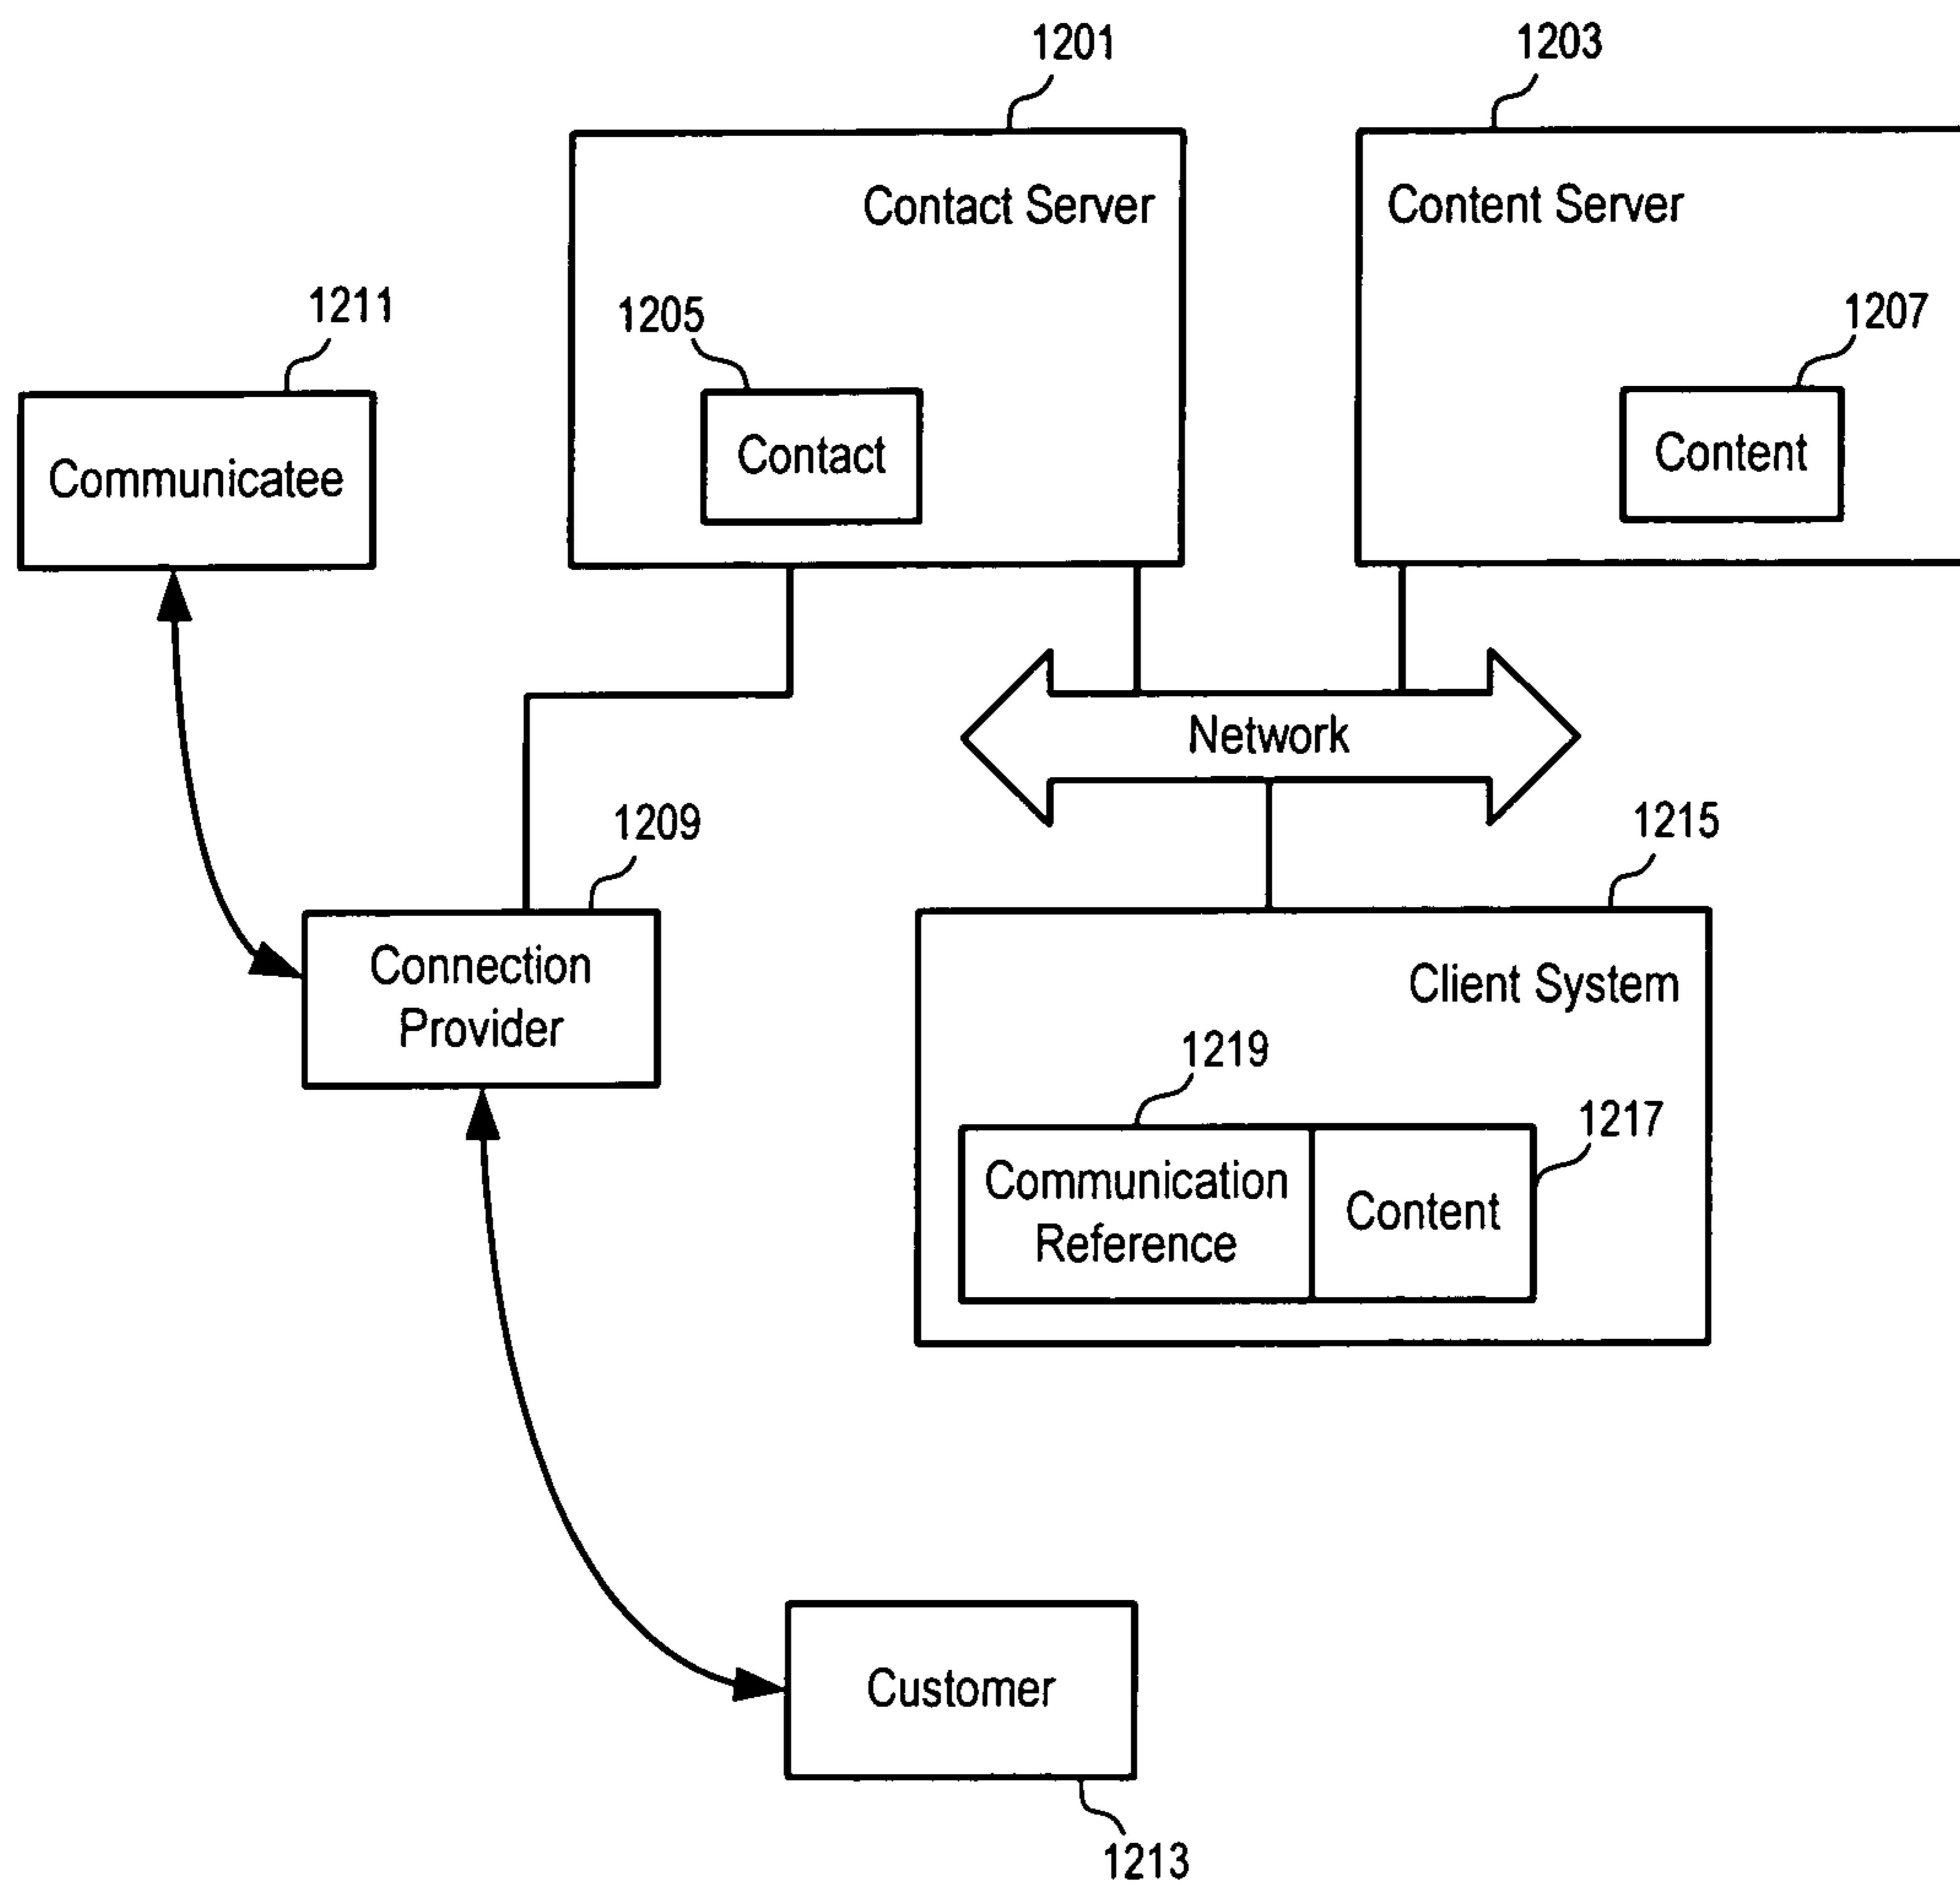 1201
1203
Contact Server
Content Server
1211
1205
1207
Communicatee
Contact
Content
Network
1209
1215
Connection
Provider
Client System
1219
1217
Communication
Reference
Content
Customer
1213